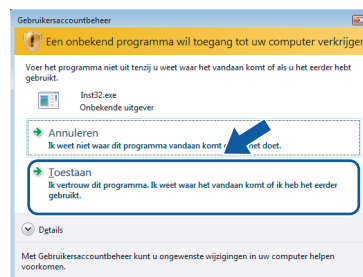 Gebruikersaccountbeheer
Een onbekend programma wil toegang tot uw computer verkrijgen
Voer het programma niet uit tenzij u weet waar het vandaan komt of als u het eerder hebt
gebruikt.
Inst32.exe
Onbekende uitgever
Annuleren
Ik weet niet waar dit programma vandaan komt het doet.
Toestaan
Ik vertrouw dit programma. Ik weet waar het vandaan komt of ik heb het eerder
gebruikt.
Details
Met Gebruikersaccountbeheer kunt u ongewenste wijzigingen in uw computer helpen
voorkomen.